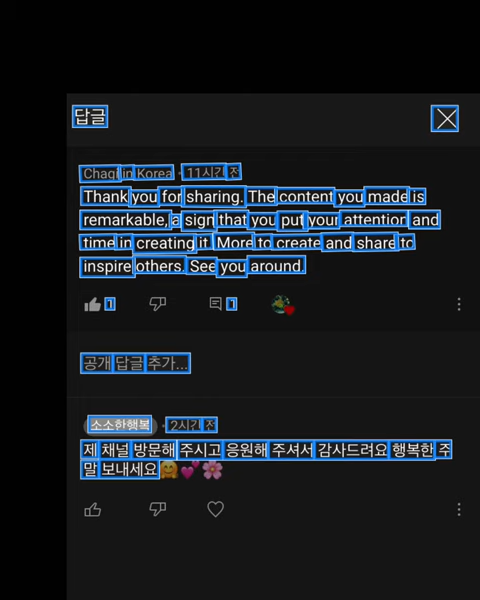 답글
Chagi in Korea · 11시간 전
Thank you for sharing. The content you made is
remarkable, a sign that you put your attention and
time in creating it. More to create and share to
inspire others. See you around.
1 1
공개 답글 추가...
소소한행복 · 2시간 전
제 채널 방문해 주시고 응원해 주셔서 감사드려요 행복한 주
말 보내세요🤗💕🌸